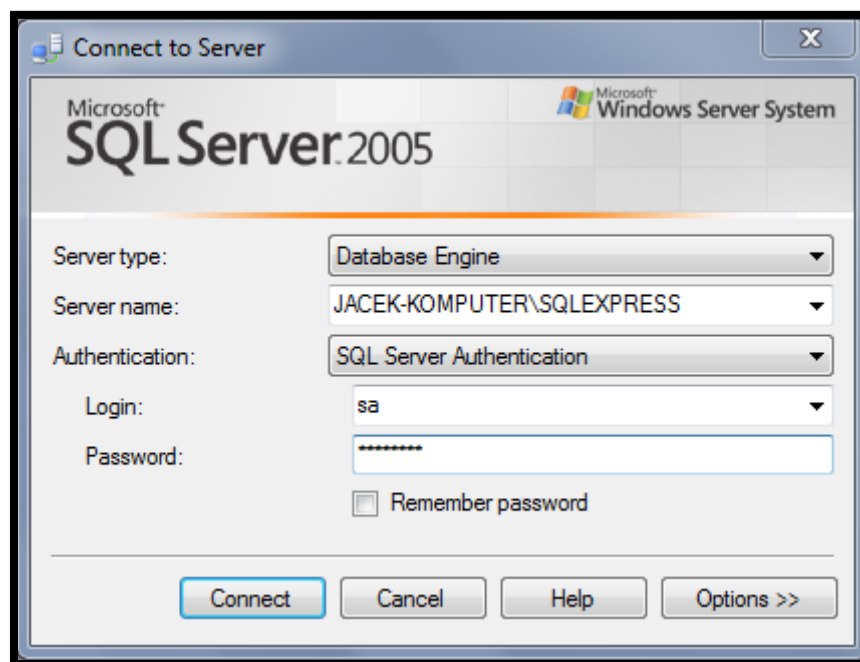 Connect to Server
Microsoft
SQL Server 2005
Microsoft
Windows Server System
Server type: Database Engine
Server name: JACEK-KOMPUTER\SQLEXPRESS
Authentication: SQL Server Authentication
Login: sa
Password: ********
Remember password
Connect Cancel Help Options >>